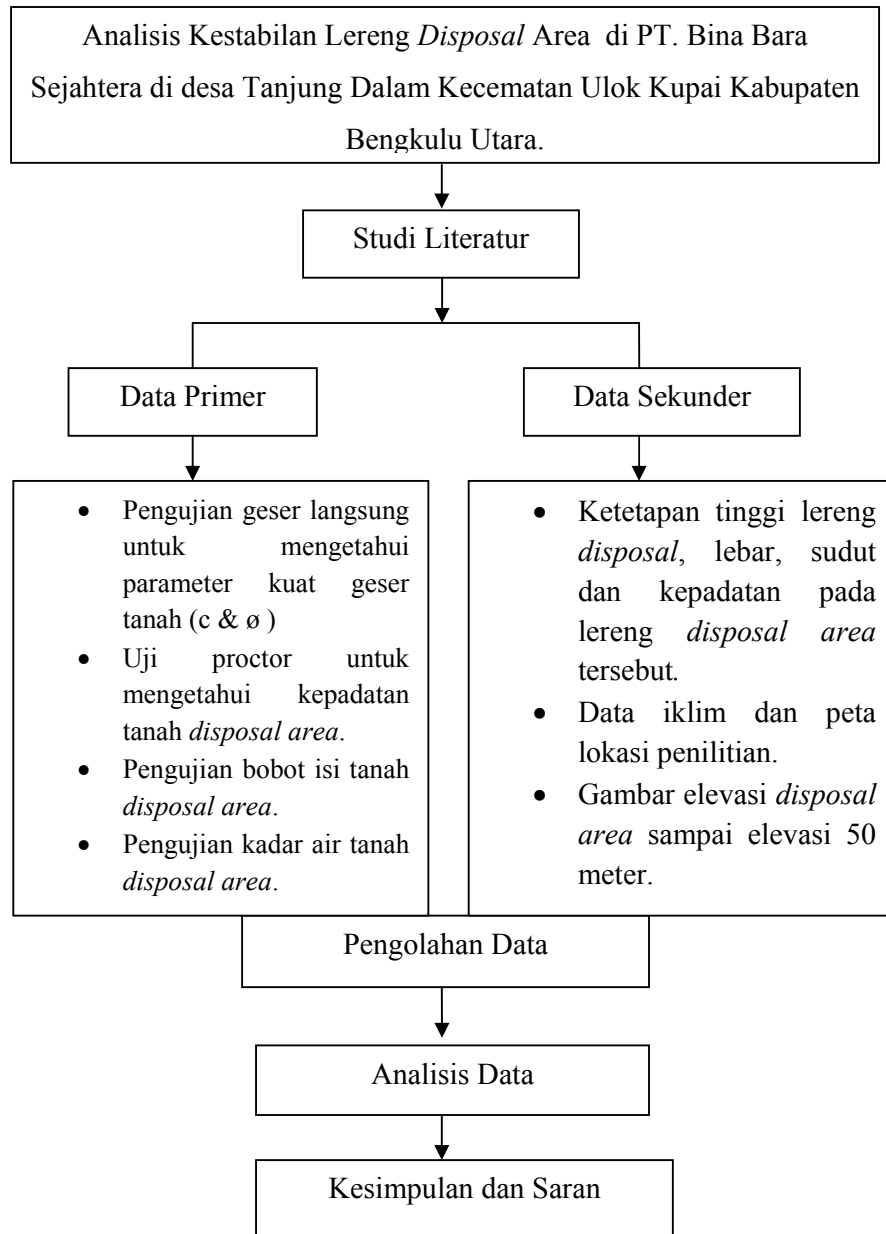 Analisis Kestabilan Lereng Disposal Area di PT. Bina Bara
Sejahtera di desa Tanjung Dalam Kecematan Ulok Kupai Kabupaten
Bengkulu Utara.
Studi Literatur
Data Primer
Data Sekunder
• Pengujian geser langsung
untuk mengetahui
parameter kuat geser
tanah (c & ø )
• Uji proctor untuk
mengetahui kepadatan
tanah disposal area.
• Pengujian bobot isi tanah
disposal area.
• Pengujian kadar air tanah
disposal area.
• Ketetapan tinggi lereng
disposal, lebar, sudut
dan kepadatan pada
lereng disposal area
tersebut.
• Data iklim dan peta
lokasi penilitian.
• Gambar elevasi disposal
area sampai elevasi 50
meter.
Pengolahan Data
Analisis Data
Kesimpulan dan Saran